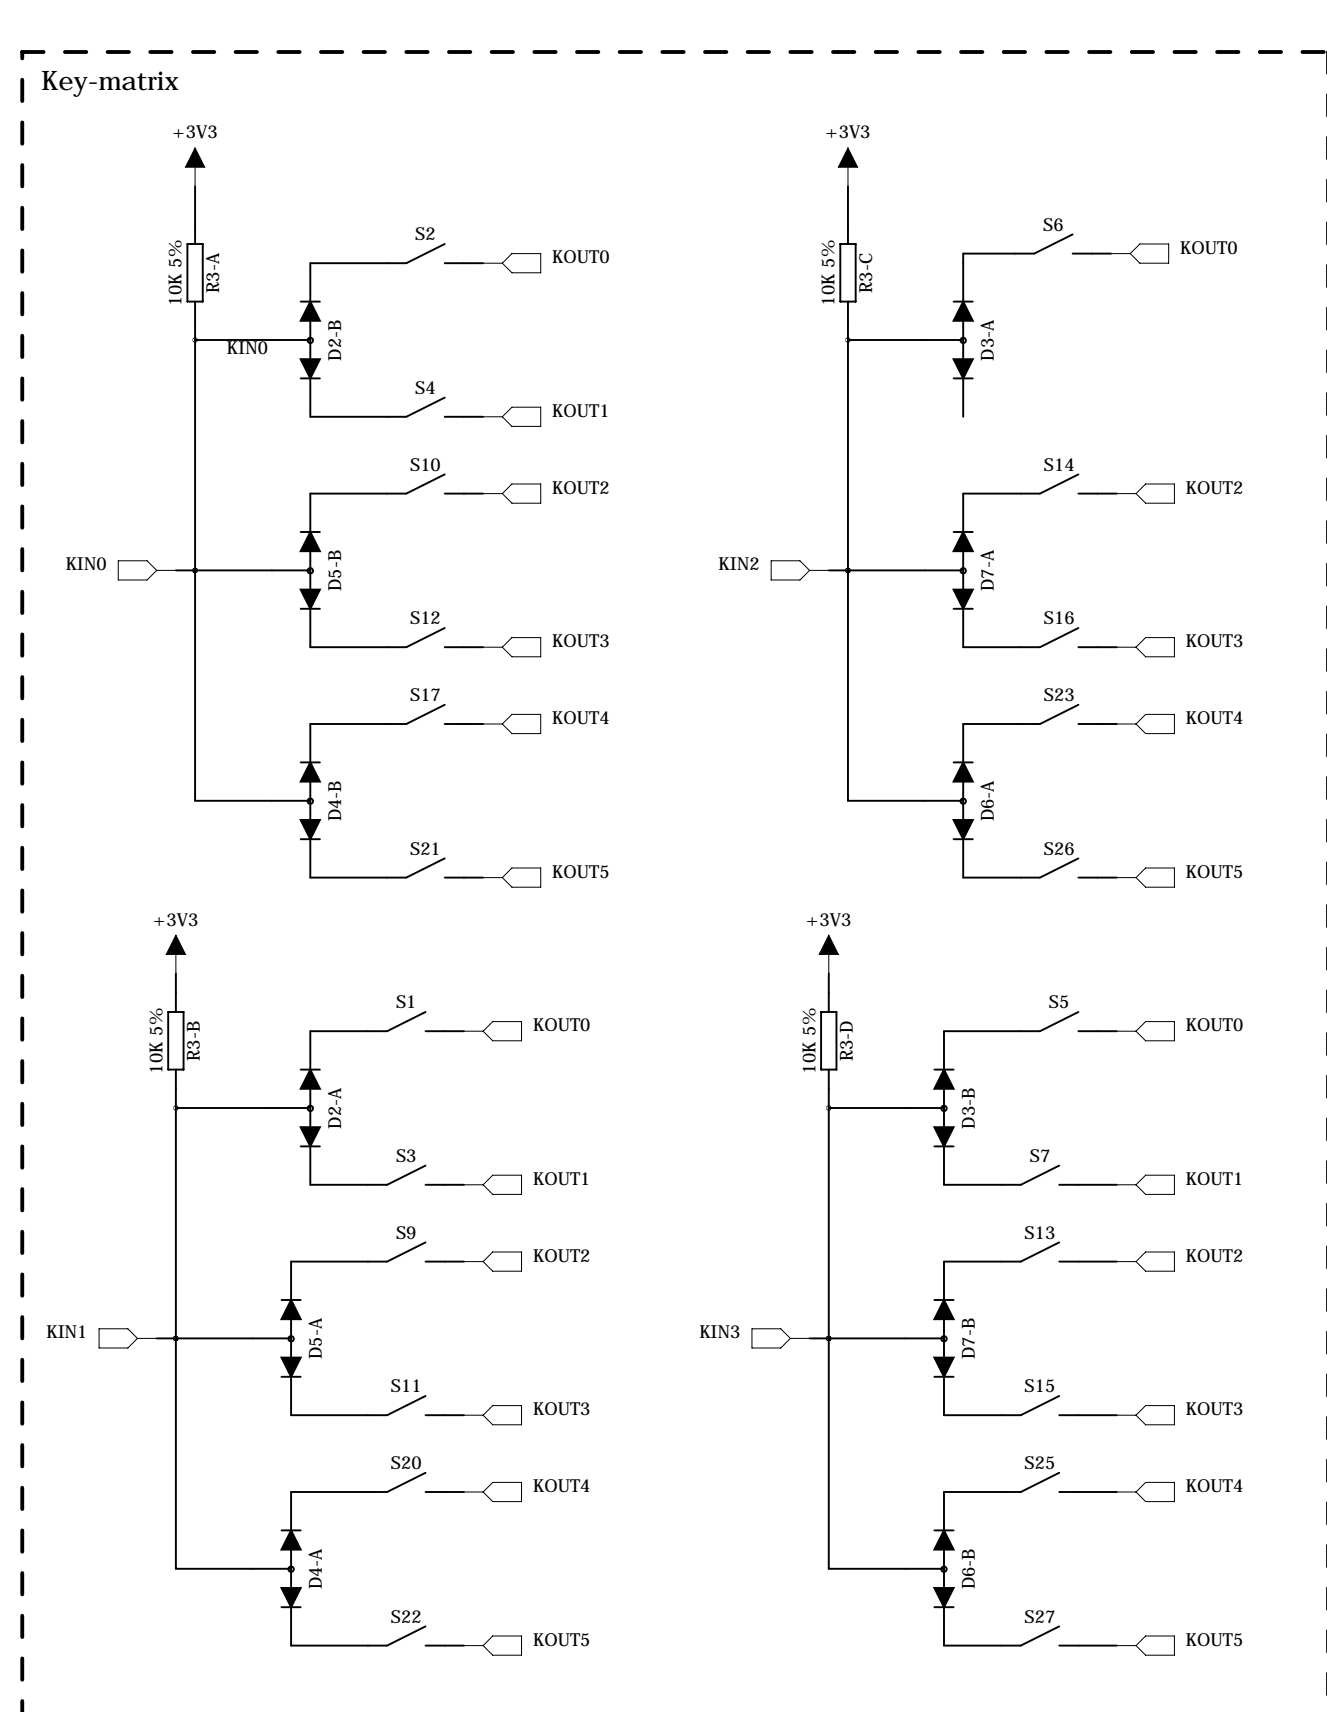 Key-matrix
+3V3
10K 5%
R3-A
KIN0
D2-B
S2
KOUT0
S4
KOUT1
S10
KOUT2
KIN0
D5-B
S12
KOUT3
S17
KOUT4
D4-B
S21
KOUT5
+3V3
10K 5%
R3-C
S6
KOUT0
D3-A
S14
KOUT2
KIN2
D7-A
S16
KOUT3
S23
KOUT4
D6-A
S26
KOUT5
+3V3
10K 5%
R3-B
S1
KOUT0
D2-A
S3
KOUT1
S9
KOUT2
KIN1
D5-A
S11
KOUT3
S20
KOUT4
D4-A
S22
KOUT5
+3V3
10K 5%
R3-D
S5
KOUT0
D3-B
S7
KOUT1
S13
KOUT2
KIN3
D7-B
S15
KOUT3
S25
KOUT4
D6-B
S27
KOUT5